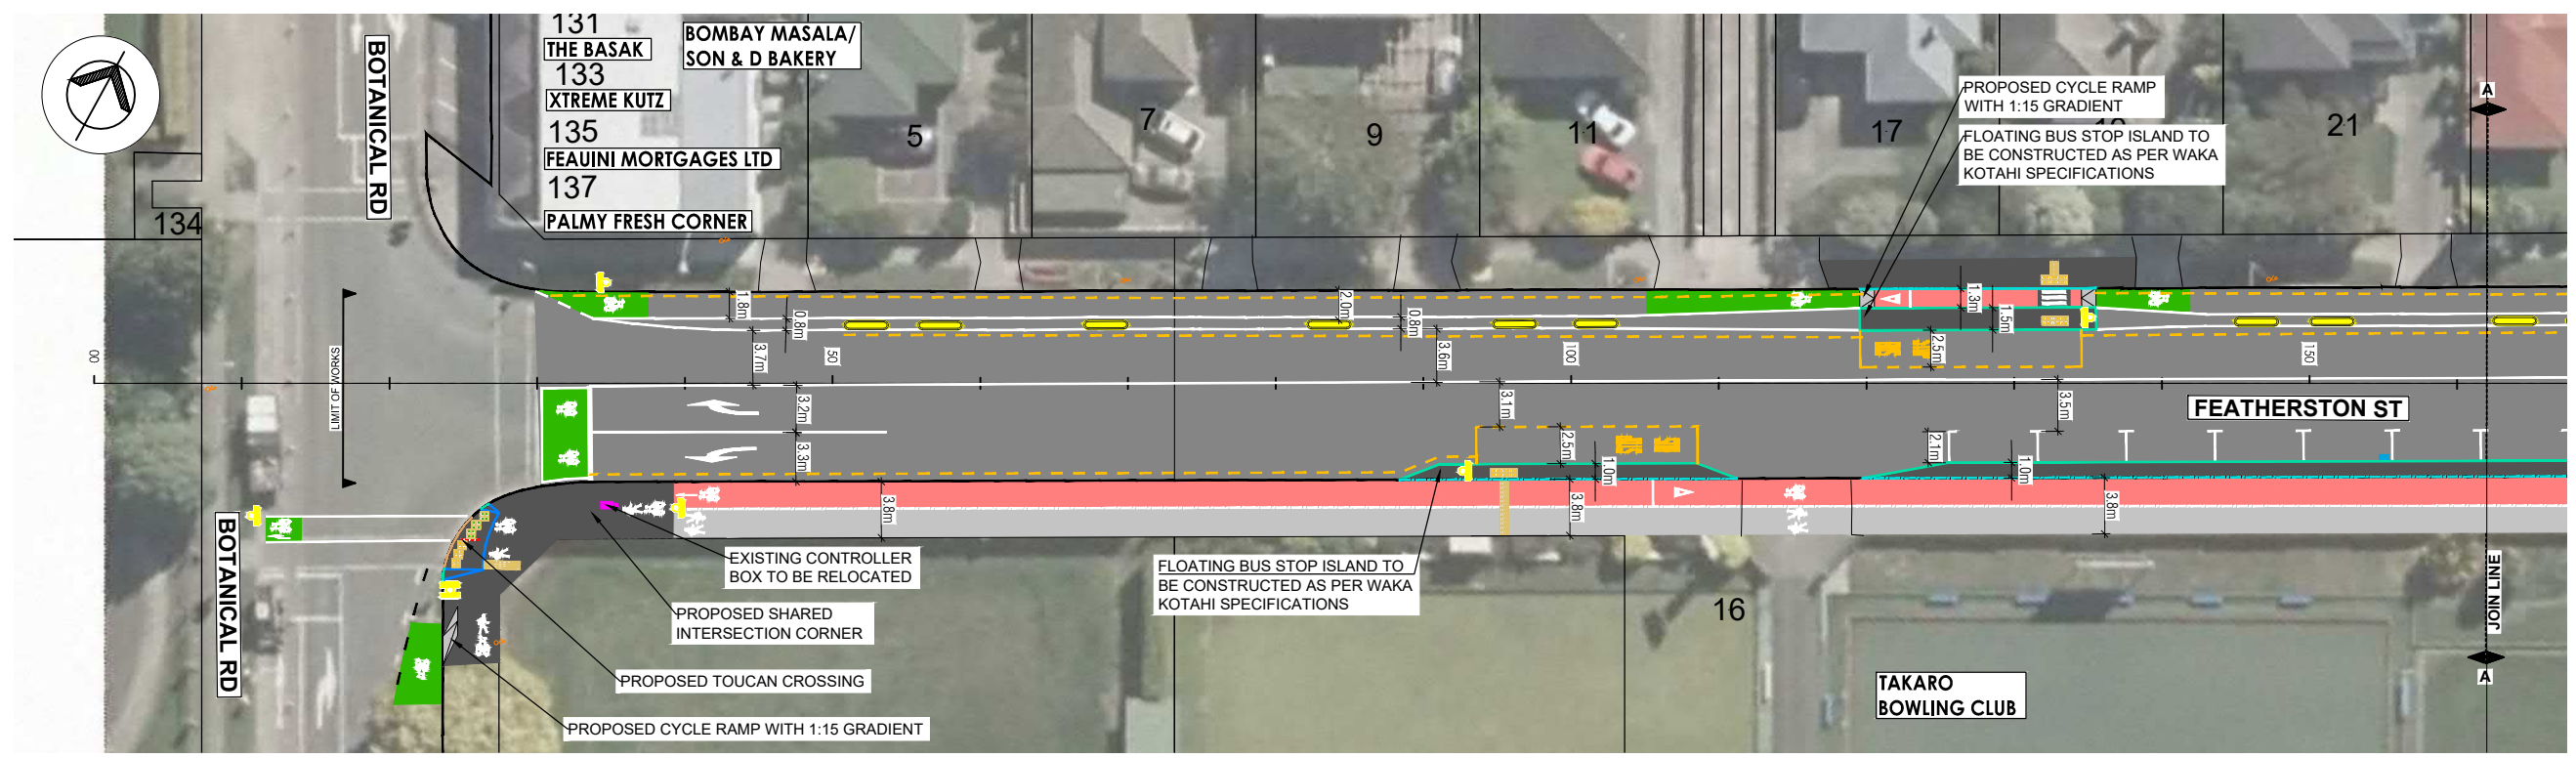 BOTANICAL RD
131
THE BASAK
133
XTREME KUTZ
135
FEAUINI MORTGAGES LTD
137
PALMY FRESH CORNER
BOMBAY MASALA/
SON & D BAKERY
5
7
9
11
17
21
134
PROPOSED CYCLE RAMP
WITH 1:15 GRADIENT
FLOATING BUS STOP ISLAND TO
BE CONSTRUCTED AS PER WAKA
KOTAHI SPECIFICATIONS
A
LIMIT OF WORKS
00
1.8m
0.8m
3.7m
50
2.0m
0.8m
3.6m
100
1.3m
1.5m
2.5m
150
3.2m
3.3m
3.1m
2.5m
1.0m
3.5m
2.1m
1.0m
FEATHERSTON ST
3.8m
3.8m
3.8m
BOTANICAL RD
EXISTING CONTROLLER
BOX TO BE RELOCATED
PROPOSED SHARED
INTERSECTION CORNER
PROPOSED TOUCAN CROSSING
PROPOSED CYCLE RAMP WITH 1:15 GRADIENT
FLOATING BUS STOP ISLAND TO
BE CONSTRUCTED AS PER WAKA
KOTAHI SPECIFICATIONS
16
TAKARO
BOWLING CLUB
JOIN LINE
A